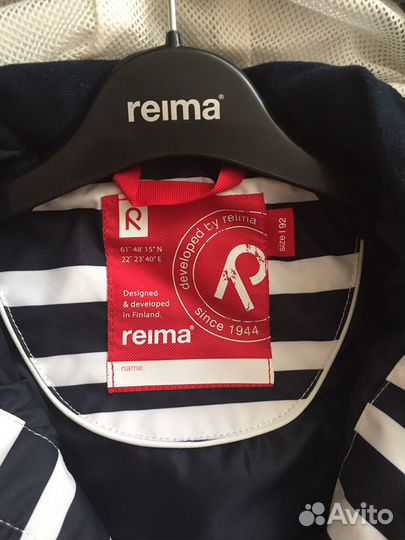 reima®
R
61° 48' 15" N
22° 23' 40" E
developed by reima
R
since 1944
size | 92
Designed
& developed
in Finland.
reima®
name:
Avito